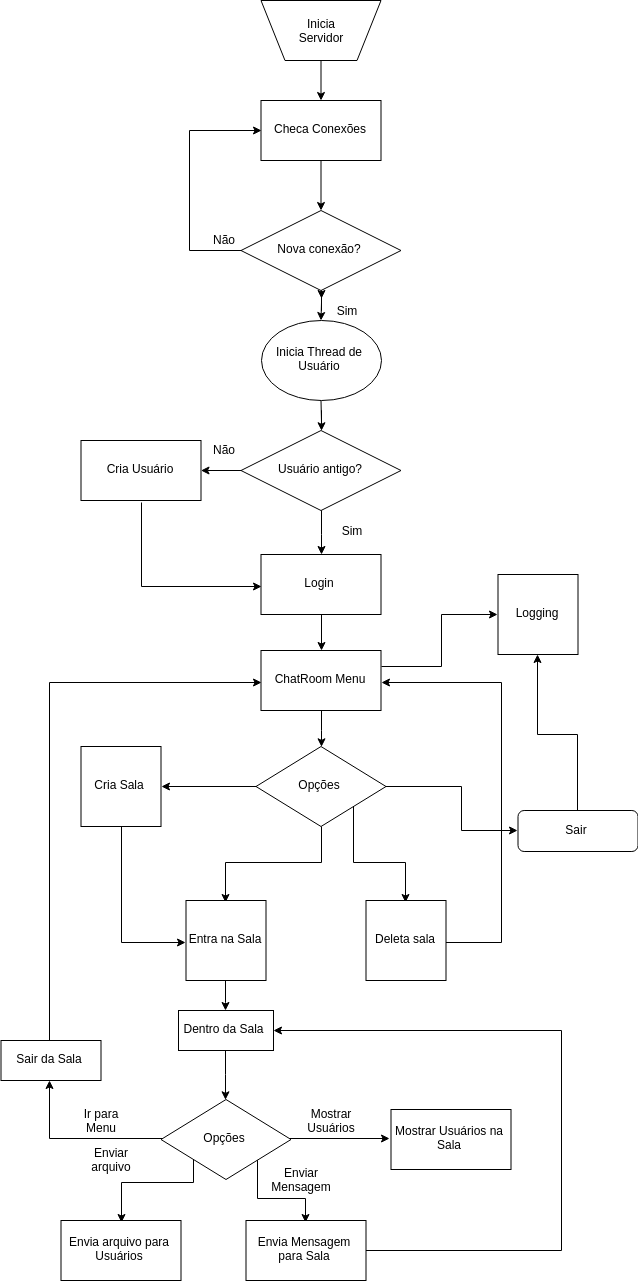 Inicia
Servidor
Checa Conexões
Não
Nova conexão?
Sim
Inicia Thread de
Usuário
Não
Cria Usuário
Usuário antigo?
Sim
Login
Logging
ChatRoom Menu
Cria Sala
Opções
Sair
Entra na Sala
Deleta sala
Dentro da Sala
Sair da Sala
Ir para
Menu
Opções
Mostrar
Usuários
Mostrar Usuários na
Sala
Enviar
arquivo
Enviar
Mensagem
Envia arquivo para
Usuários
Envia Mensagem
para Sala